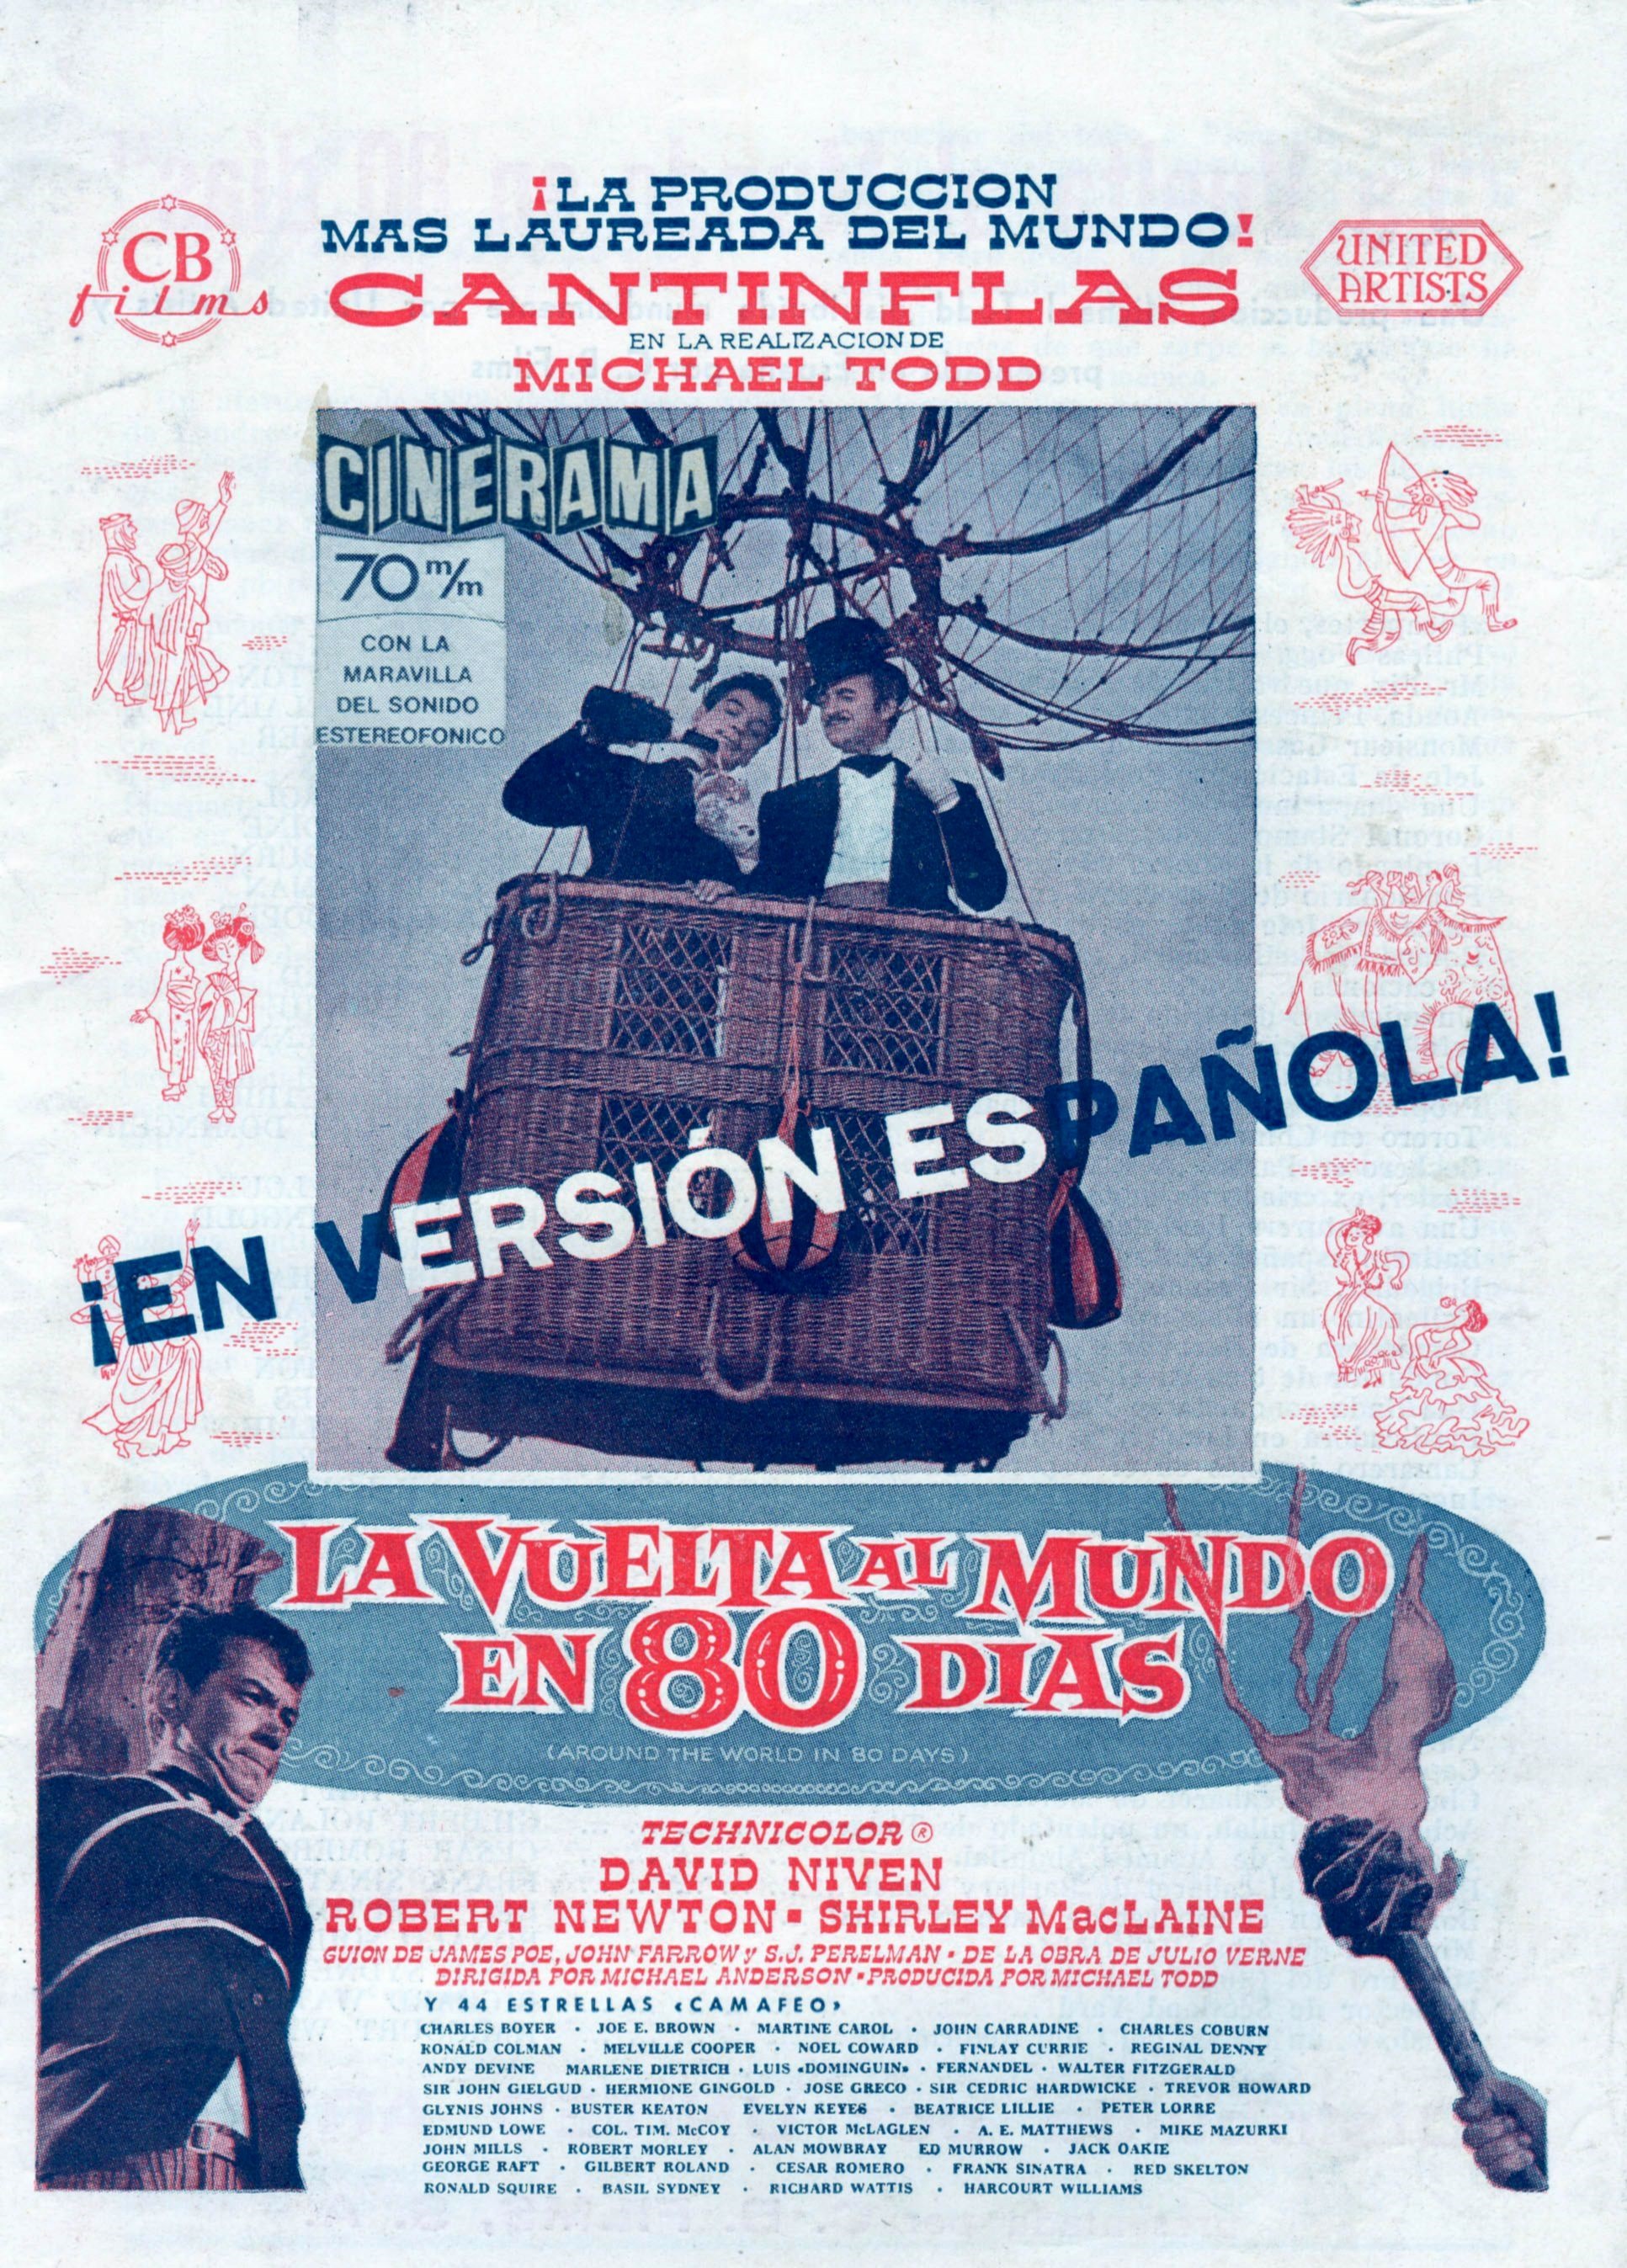 ¡LA PRODUCCION
MAS LAUREADA DEL MUNDO!
CB
films
UNITED
ARTISTS
CANTINFLAS
EN LA REALIZACION DE
MICHAEL TODD
CINERAMA
70 m/m
CON LA
MARAVILLA
DEL SONIDO
ESTEREOFONICO
¡EN VERSIÓN ESPAÑOLA!
LA VUELTA AL MUNDO
EN 80 DIAS
(AROUND THE WORLD IN 80 DAYS)
TECHNICOLOR ®
DAVID NIVEN
ROBERT NEWTON - SHIRLEY MacLAINE
GUION DE JAMES POE, JOHN FARROW y S.J. PERELMAN - DE LA OBRA DE JULIO VERNE
DIRIGIDA POR MICHAEL ANDERSON - PRODUCIDA POR MICHAEL TODD
Y 44 ESTRELLAS «CAMAFEO»
CHARLES BOYER · JOE E. BROWN · MARTINE CAROL · JOHN CARRADINE · CHARLES COBURN
RONALD COLMAN · MELVILLE COOPER · NOEL COWARD · FINLAY CURRIE · REGINAL DENNY
ANDY DEVINE MARLENE DIETRICH · LUIS «DOMINGUIN» · FERNANDEL · WALTER FITZGERALD
SIR JOHN GIELGUD · HERMIONE GINGOLD · JOSE GRECO · SIR CEDRIC HARDWICKE · TREVOR HOWARD
GLYNIS JOHNS · BUSTER KEATON EVELYN KEYES · BEATRICE LILLIE · PETER LORRE
EDMUND LOWE · COL. TIM. McCOY · VICTOR McLAGLEN · A. E. MATTHEWS · MIKE MAZURKI
JOHN MILLS · ROBERT MORLEY · ALAN MOWBRAY ED MURROW · JACK OAKIE
GEORGE RAFT · GILBERT ROLAND · CESAR ROMERO · FRANK SINATRA · RED SKELTON
RONALD SQUIRE · BASIL SYDNEY · RICHARD WATTIS · HARCOURT WILLIAMS